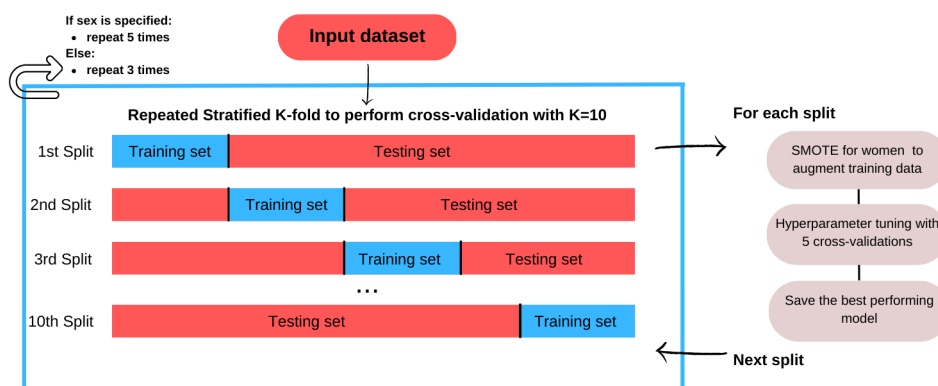 If sex is specified:
• repeat 5 times
Else:
• repeat 3 times
Input dataset
Repeated Stratified K-fold to perform cross-validation with K=10
1st Split
Training set
Testing set
2nd Split
Training set
Testing set
3rd Split
Training set
Testing set
...
10th Split
Testing set
Training set
For each split
SMOTE for women to
augment training data
Hyperparameter tuning with
5 cross-validations
Save the best performing
model
Next split